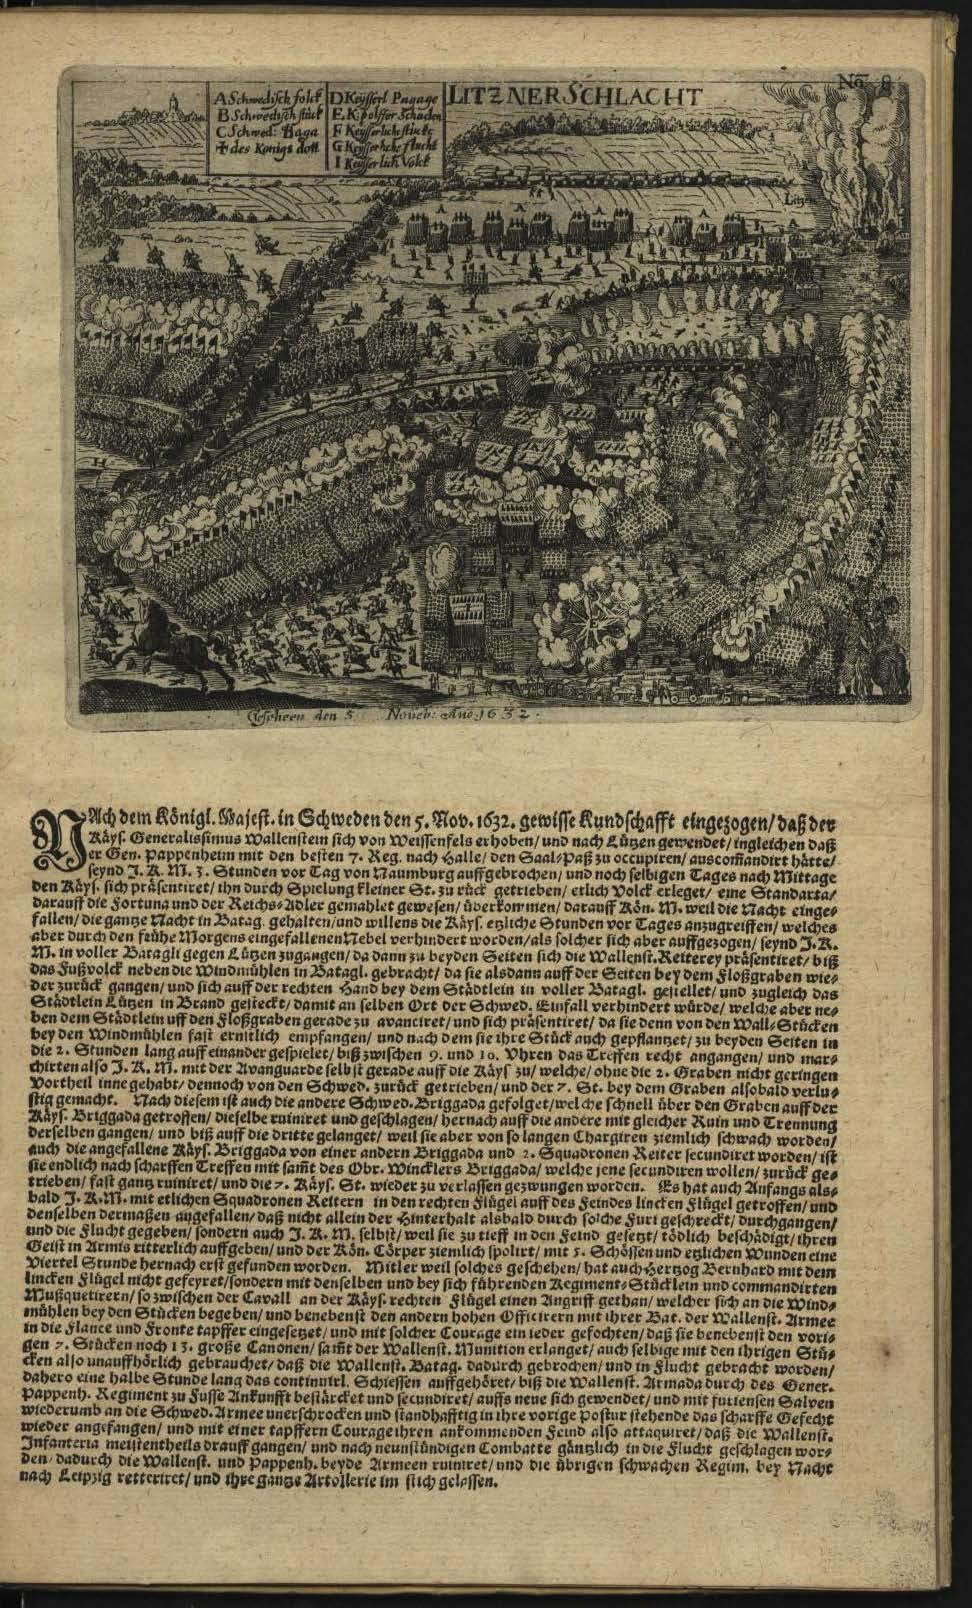 No. 8
LITZNER SCHLACHT
A Schwedisch folck
B Schwedisch stück
C Schwed: Baga
✝ des Konigs dott
D Keysserl Pagage
E K. polffer Schaden
F Keysserliche stucke
G Keysserliche flucht
I Keysserlich Volck
Litzen
H
Gescheen den 5 Noveb: Año 1632.
NAch dem Königl. Majest. in Schweden den 5. Nov. 1632. gewisse Kundschafft eingezogen/ daß der
Käys. Generalissimus Wallenstein sich von Weissenfels erhoben/ und nach Lützen gewendet/ ingleichen daß
er Gen. Pappenheim mit den besten 7. Reg. nach Halle/ den Saal-Paß zu occupiren/ auscom̄andirt hätte/
seynd J. K. M. 3. Stunden vor Tag von Naumburg auffgebrochen/ und noch selbigen Tages nach Mittage
den Käys. sich präsentiret/ ihn durch Spielung kleiner St. zu rück getrieben/ etlich Volck erleget/ eine Standarta/
darauff die Fortuna und der Reichs-Adler gemahlet gewesen/ überkommen/ darauff Kön. M. weil die Nacht einge-
fallen/ die gantze Nacht in Batag. gehalten/ und willens die Käys. etzliche Stunden vor Tages anzugreiffen/ welches
aber durch den frühe Morgens eingefallenen Nebel verhindert worden/ als solcher sich aber auffgezogen/ seynd J. K.
M. in voller Batagli gegen Lützen zugangen/ da dann zu beyden Seiten sich die Wallenst. Reiterey präsentiret/ biß
das Fußvolck neben die Windmühlen in Batagl. gebracht/ da sie alsdann auff der Seiten bey dem Floßgraben wie-
der zurück gangen/ und sich auff der rechten Hand bey dem Städtlein in voller Batagl. gestellet/ und zugleich das
Städtlein Lützen in Brand gesteckt/ damit an selben Ort der Schwed. Einfall verhindert würde/ welche aber ne-
ben dem Städtlein uff den Floßgraben gerade zu avanciret/ und sich präsentiret/ da sie denn von den Wall-Stücken
bey den Windmühlen fast ernstlich empfangen/ und nach dem sie ihre Stück auch gepflantzet/ zu beyden Seiten in
die 2. Stunden lang auff einander gespielet/ biß zwischen 9. und 10. Uhren das Treffen recht angangen/ und mar-
chirten also J. K. M. mit der Avanguarde selbst gerade auff die Käys zu/ welche/ ohne die 2. Graben nicht geringen
Vortheil inne gehabt/ dennoch von den Schwed. zurück getrieben/ und der 7. St. bey dem Graben alsobald verlu-
stig gemacht. Nach diesem ist auch die andere Schwed. Briggada gefolget/ welche schnell über den Graben auff der
Käys. Briggada getroffen/ dieselbe ruiniret und geschlagen/ hernach auff die andere mit gleicher Ruin und Trennung
derselben gangen/ und biß auff die dritte gelanget/ weil sie aber von so langen Chargiren ziemlich schwach worden/
auch die angefallene Käys. Briggada von einer andern Briggada und 2. Squadronen Reiter secundiret worden/ ist
sie endlich nach scharffen Treffen mit sam̄t des Obr. Wincklers Briggada/ welche jene secundiren wollen/ zurück ge-
trieben/ fast gantz ruiniret/ und die 7. Käys. St. wieder zu verlassen gezwungen worden. Es hat auch Anfangs als-
bald J. K. M. mit etlichen Squadronen Reitern in den rechten Flügel auff des Feindes lincken Flügel getroffen/ und
denselben dermaßen angefallen/ daß nicht allein der Hinterhalt alsbald durch solche Furi geschreckt/ durchgangen/
und die Flucht gegeben/ sondern auch J. K. M. selbst/ weil sie zu tieff in den Feind gesetzt/ tödlich beschädigt/ ihren
Geist in Armis ritterlich auffgeben/ und der Kön. Cörper ziemlich spolirt/ mit 5. Schössen und etzlichen Wunden eine
Viertel Stunde hernach erst gefunden worden. Mitler weil solches geschehen/ hat auch Hertzog Bernhard mit dem
lincken Flügel nicht gefeyret/ sondern mit denselben und bey sich führenden Regiment-Stücklein und commandirten
Mußquetirern/ so zwischen der Cavall an der Käys. rechten Flügel einen Angriff gethan/ welcher sich an die Wind-
mühlen bey den Stücken begeben/ und benebenst den andern hohen Officirern mit ihrer Bat. der Wallenst. Armee
in die Flance und Fronte tapffer eingesetzet/ und mit solcher Courage ein ieder gefochten/ daß sie benebenst den vori-
gen 7. Stücken noch 13. große Canonen/ sam̄t der Wallenst. Munition erlanget/ auch selbige mit den ihrigen Stü-
cken also unauffhörlich gebrauchet/ daß die Wallenst. Batag. dadurch gebrochen/ und in Flucht gebracht worden/
dahero eine halbe Stunde lang das continuirl. Schiessen auffgehöret/ biß die Wallenst. Armada durch des Gener.
Pappenh. Regiment zu Fusse Ankunfft bestärcket und secundiret/ auffs neue sich gewendet/ und mit furiensen Salven
wiederumb an die Schwed. Armee unerschrocken und standhafftig in ihre vorige Postur stehende das scharffe Gefecht
wieder angefangen/ und mit einer tapffern Courage ihren ankommenden Feind also attaquiret/ daß die Wallenst.
Infanteria meistentheils drauff gangen/ und nach neunstündigen Combatte gäntzlich in die Flucht geschlagen wor-
den/ dadurch die Wallenst. und Pappenh. beyde Armeen ruiniret/ und die übrigen schwachen Regim. bey Nacht
nach Leipzig retteriret/ und ihre gantze Artollerie im stich gelassen.